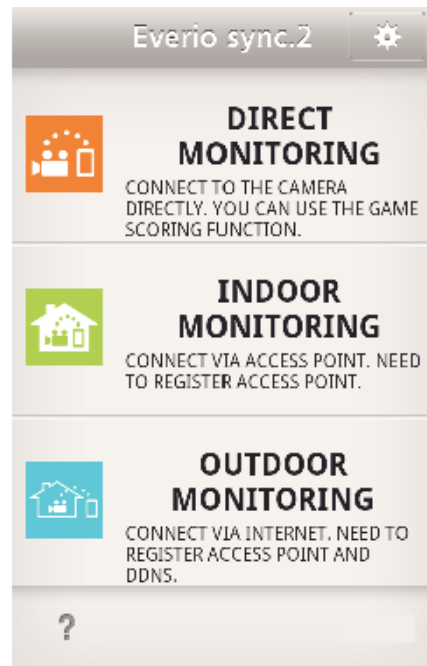 Everio sync.2
DIRECT
MONITORING
CONNECT TO THE CAMERA
DIRECTLY. YOU CAN USE THE GAME
SCORING FUNCTION.
INDOOR
MONITORING
CONNECT VIA ACCESS POINT. NEED
TO REGISTER ACCESS POINT.
OUTDOOR
MONITORING
CONNECT VIA INTERNET. NEED TO
REGISTER ACCESS POINT AND
DDNS.
?